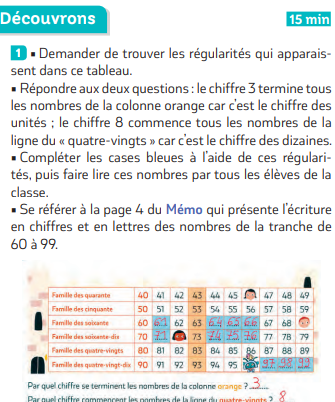 Découvrons 15 min
1 ▪ Demander de trouver les régularités qui apparais-
sent dans ce tableau.
▪ Répondre aux deux questions : le chiffre 3 termine tous
les nombres de la colonne orange car c'est le chiffre des
unités ; le chiffre 8 commence tous les nombres de la
ligne du « quatre-vingts » car c'est le chiffre des dizaines.
▪ Compléter les cases bleues à l'aide de ces régulari-
tés, puis faire lire ces nombres par tous les élèves de la
classe.
▪ Se référer à la page 4 du Mémo qui présente l'écriture
en chiffres et en lettres des nombres de la tranche de
60 à 99.
Famille des quarante 40 41 42 43 44 45 47 48 49
Famille des cinquante 50 51 52 53 54 55 56 57 58 59
Famille des soixante 60 61 62 63 64 65 66 67 68
Famille des soixante-dix 70 71 73 74 75 76 77 78 79
Famille des quatre-vingts 80 81 82 83 84 85 86 87 88 89
Famille des quatre-vingt-dix 90 91 92 93 94 95 97 98 99
Par quel chiffre se terminent les nombres de la colonne orange ? 3
Par quel chiffre commencent les nombres de la ligne du quatre-vingts ? 8